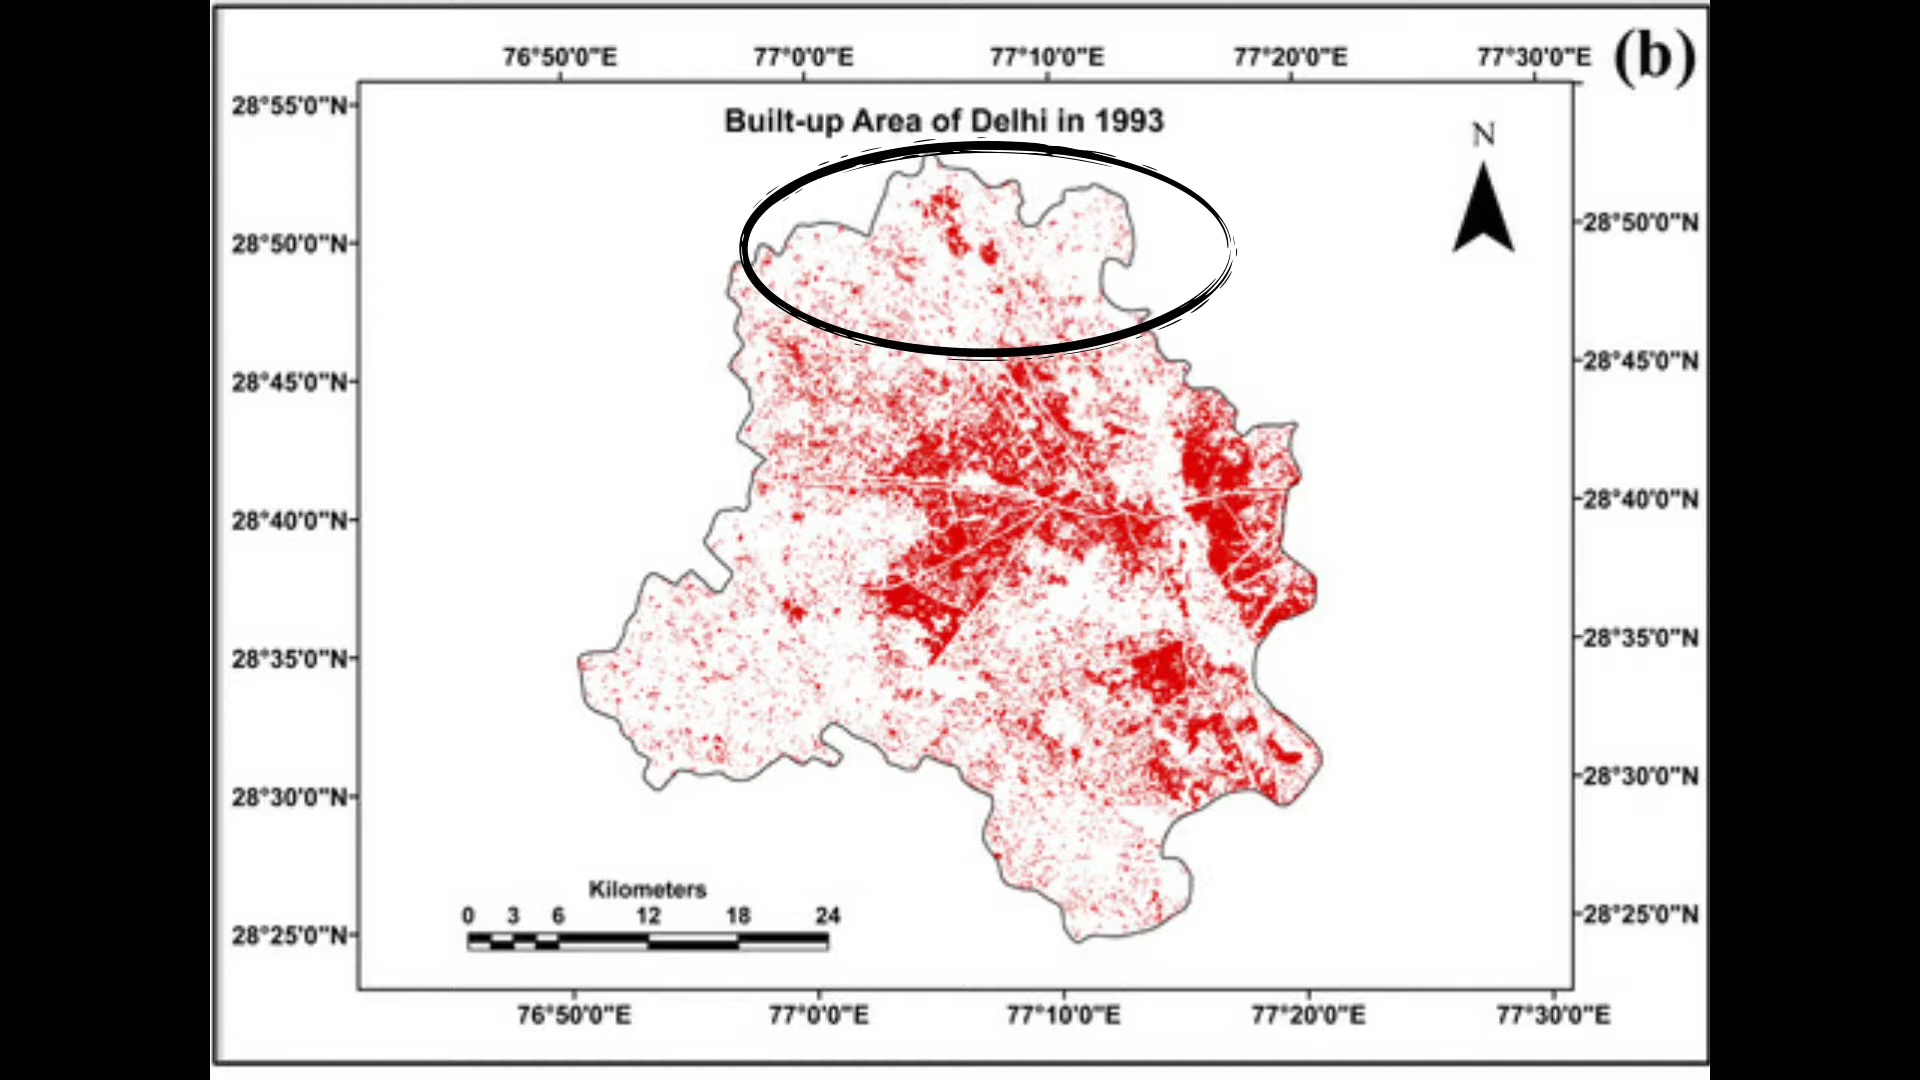 76°50'0"E 77°0'0"E 77°10'0"E 77°20'0"E 77°30'0"E (b)
28°55'0"N
Built-up Area of Delhi in 1993
N
28°50'0"N
28°50'0"N
28°45'0"N
28°45'0"N
28°40'0"N
28°40'0"N
28°35'0"N
28°35'0"N
28°30'0"N
28°30'0"N
Kilometers
0 3 6 12 18 24
28°25'0"N
28°25'0"N
76°50'0"E 77°0'0"E 77°10'0"E 77°20'0"E 77°30'0"E